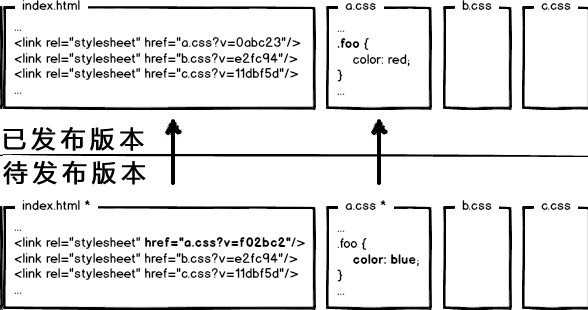 index.html
a.css
b.css
c.css
...
<link rel="stylesheet" href="a.css?v=0abc23"/>
<link rel="stylesheet" href="b.css?v=e2fc94"/>
<link rel="stylesheet" href="c.css?v=11dbf5d"/>
...
...
.foo {
color: red;
}
...
已发布版本
待发布版本
index.html *
a.css *
b.css
c.css
...
<link rel="stylesheet" href="a.css?v=f02bc2"/>
<link rel="stylesheet" href="b.css?v=e2fc94"/>
<link rel="stylesheet" href="c.css?v=11dbf5d"/>
...
...
.foo {
color: blue;
}
...